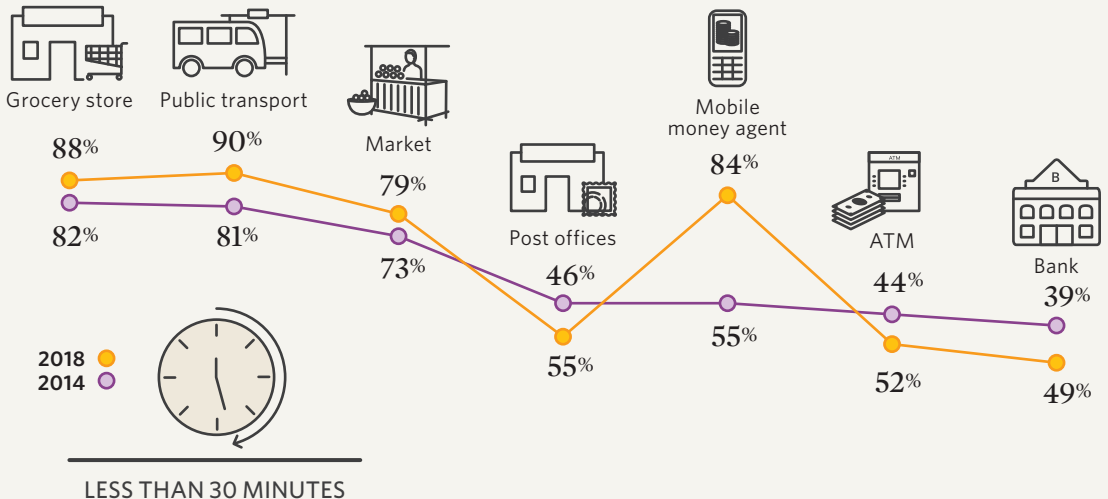 Grocery store
88%
82%
Public transport
90%
81%
Market
79%
73%
Post offices
46%
55%
Mobile
money agent
84%
55%
ATM
ATM
44%
52%
B
Bank
39%
49%
2018
2014
LESS THAN 30 MINUTES